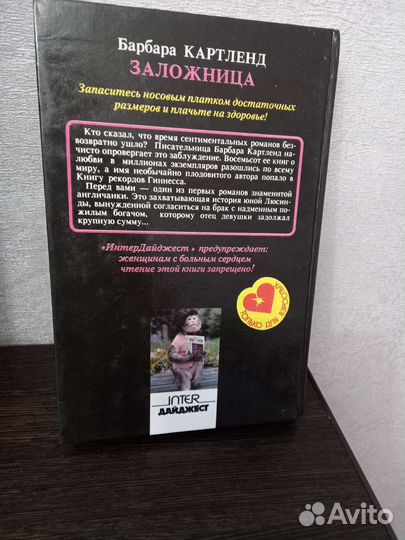 Барбара КАРТЛЕНД
ЗАЛОЖНИЦА
Запаситесь носовым платком достаточных
размеров и плачьте на здоровье!
Кто сказал, что время сентиментальных романов без-
возвратно ушло? Писательница Барбара Картленд на-
чисто опровергает это заблуждение. Восемьсот ее книг о
любви в миллионах экземпляров разошлись по всему
миру, а имя необычайно плодовитого автора попало в
Книгу рекордов Гиннесса.
Перед вами — один из первых романов знаменитой
англичанки. Это захватывающая история юной Люсин-
ды, вынужденной согласиться на брак с надменным по-
жилым богачом, которому отец девушки задолжал
крупную сумму...
«ИнтерДайджест» предупреждает:
женщинам с больным сердцем
чтение этой книги запрещено!
ТОЛЬКО ДЛЯ ВЗРОСЛЫХ
INTER
ДАЙДЖЕСТ
Avito